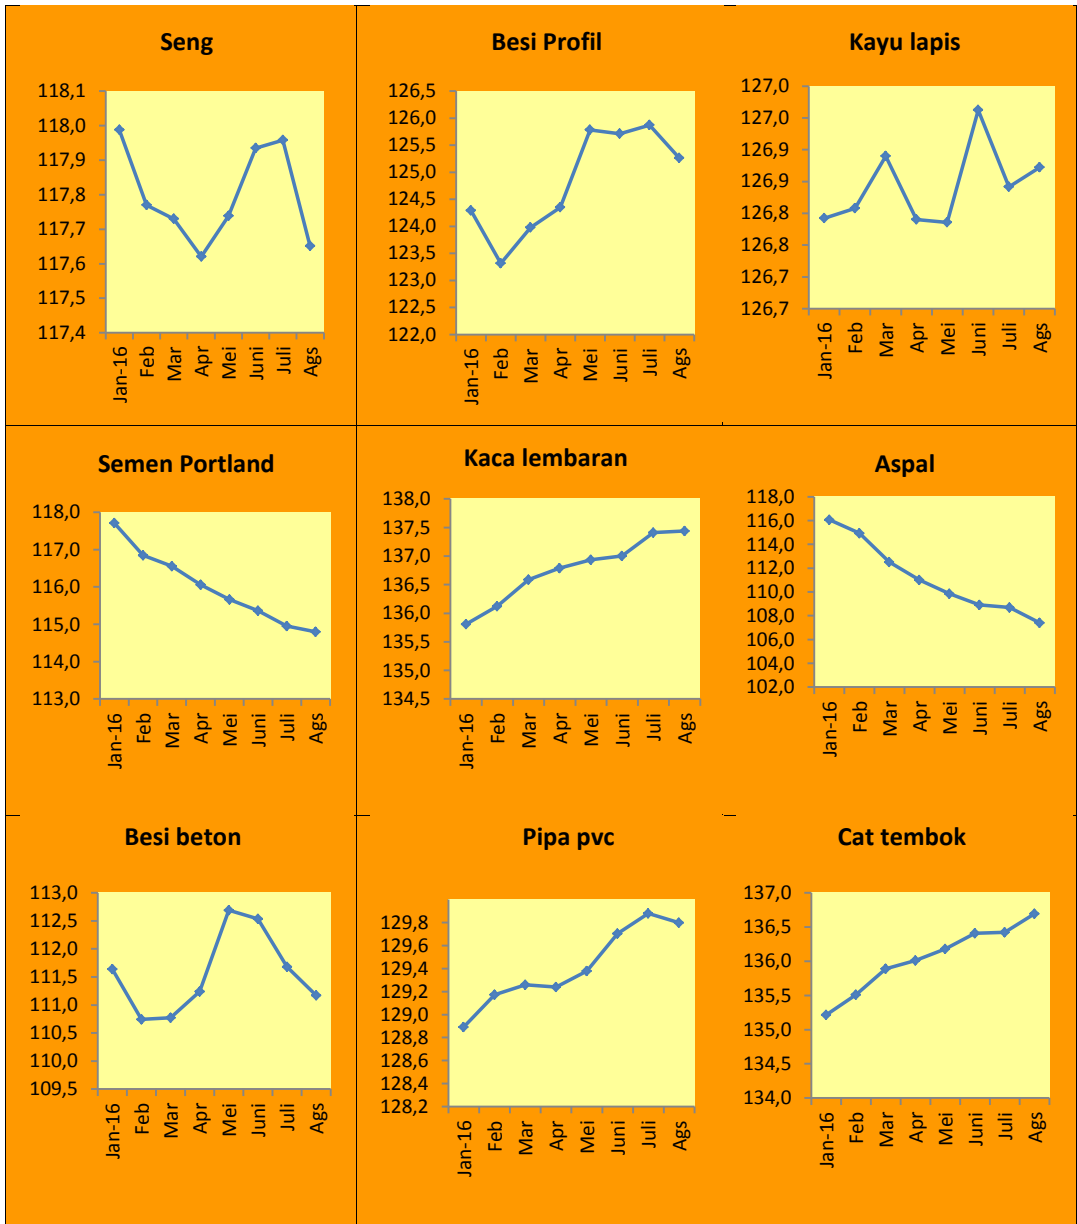 Seng
118,1
118,0
117,9
117,8
117,7
117,6
117,5
117,4
Jan-16
Feb
Mar
Apr
Mei
Juni
Juli
Ags
Besi Profil
126,5
126,0
125,5
125,0
124,5
124,0
123,5
123,0
122,5
122,0
Jan-16
Feb
Mar
Apr
Mei
Juni
Juli
Ags
Kayu lapis
127,0
127,0
126,9
126,9
126,8
126,8
126,7
126,7
Jan-16
Feb
Mar
Apr
Mei
Juni
Juli
Ags
Semen Portland
118,0
117,0
116,0
115,0
114,0
113,0
Jan-16
Feb
Mar
Apr
Mei
Juni
Juli
Ags
Kaca lembaran
138,0
137,5
137,0
136,5
136,0
135,5
135,0
134,5
Jan-16
Feb
Mar
Apr
Mei
Juni
Juli
Ags
Aspal
118,0
116,0
114,0
112,0
110,0
108,0
106,0
104,0
102,0
Jan-16
Feb
Mar
Apr
Mei
Juni
Juli
Ags
Besi beton
113,0
112,5
112,0
111,5
111,0
110,5
110,0
109,5
Jan-16
Feb
Mar
Apr
Mei
Juni
Juli
Ags
Pipa pvc
129,8
129,6
129,4
129,2
129,0
128,8
128,6
128,4
128,2
Jan-16
Feb
Mar
Apr
Mei
Juni
Juli
Ags
Cat tembok
137,0
136,5
136,0
135,5
135,0
134,5
134,0
Jan-16
Feb
Mar
Apr
Mei
Juni
Juli
Ags